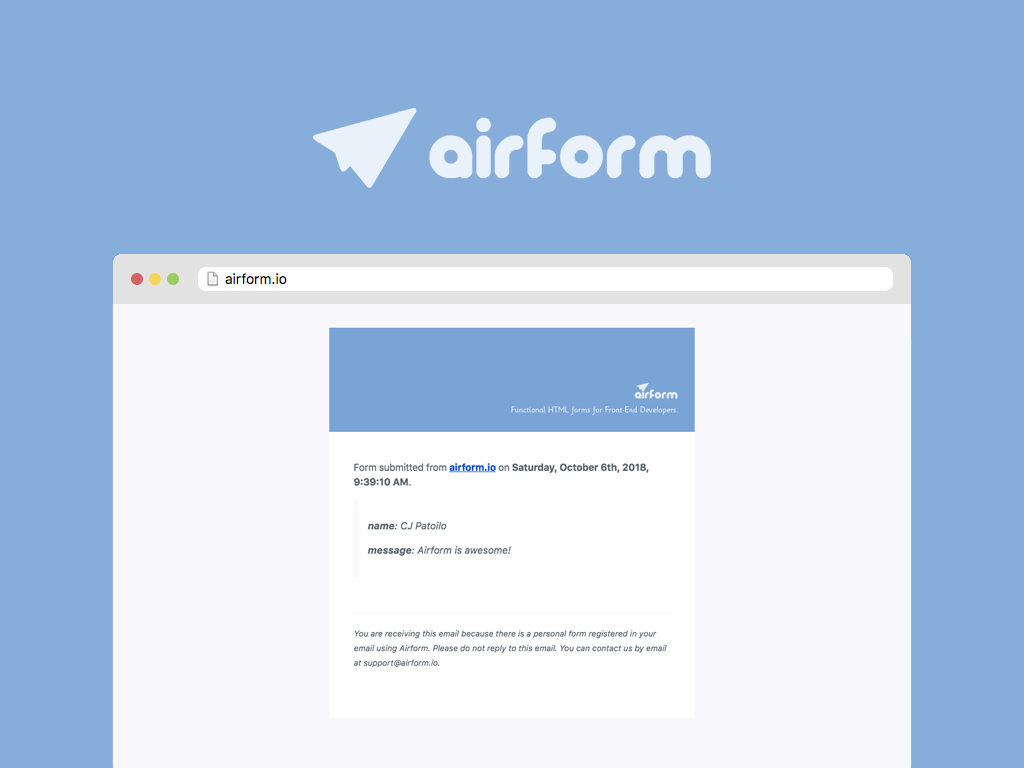 airform
airform.io
airform
Functional HTML forms for Front-End Developers
Form submitted from airform.io on Saturday, October 6th, 2018,
9:39:10 AM.
name: CJ Patoilo
message: Airform is awesome!
You are receiving this email because there is a personal form registered in your
email using Airform. Please do not reply to this email. You can contact us by email
at support@airform.io.